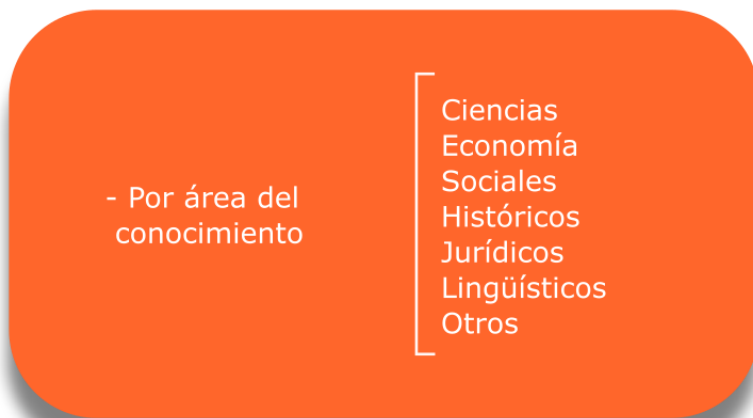 - Por área del
conocimiento
Ciencias
Economía
Sociales
Históricos
Jurídicos
Lingüísticos
Otros